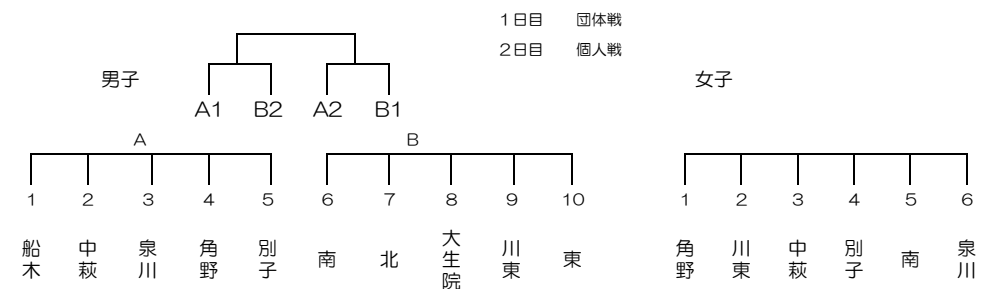 1日目 団体戦
2日目 個人戦
男子 女子
A1 B2 A2 B1
A B
1 2 3 4 5 6 7 8 9 10 1 2 3 4 5 6
船木 中萩 泉川 角野 別子 南 北 大生院 川東 東 角野 川東 中萩 別子 南 泉川